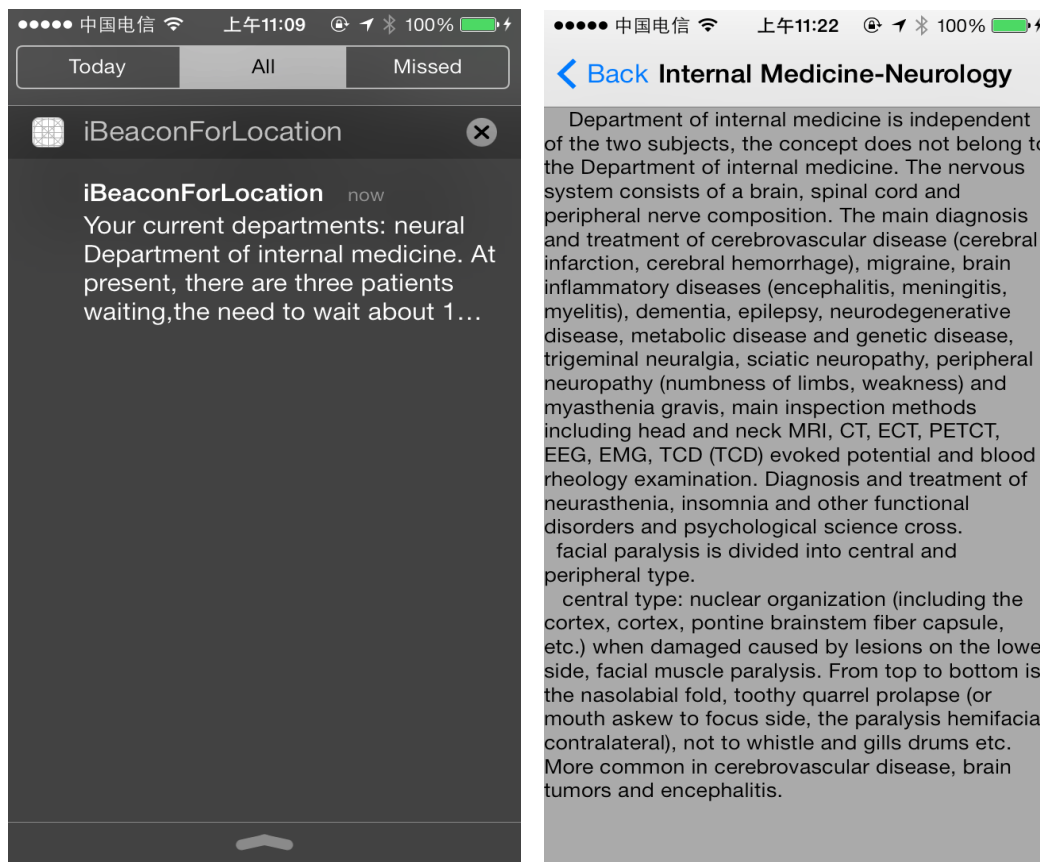 中国电信 上午11:09 100%
Today All Missed
iBeaconForLocation
iBeaconForLocation now
Your current departments: neural
Department of internal medicine. At
present, there are three patients
waiting,the need to wait about 1…
中国电信 上午11:22 100%
Back Internal Medicine-Neurology
Department of internal medicine is independent
of the two subjects, the concept does not belong to
the Department of internal medicine. The nervous
system consists of a brain, spinal cord and
peripheral nerve composition. The main diagnosis
and treatment of cerebrovascular disease (cerebral
infarction, cerebral hemorrhage), migraine, brain
inflammatory diseases (encephalitis, meningitis,
myelitis), dementia, epilepsy, neurodegenerative
disease, metabolic disease and genetic disease,
trigeminal neuralgia, sciatic neuropathy, peripheral
neuropathy (numbness of limbs, weakness) and
myasthenia gravis, main inspection methods
including head and neck MRI, CT, ECT, PETCT,
EEG, EMG, TCD (TCD) evoked potential and blood
rheology examination. Diagnosis and treatment of
neurasthenia, insomnia and other functional
disorders and psychological science cross.
facial paralysis is divided into central and
peripheral type.
central type: nuclear organization (including the
cortex, cortex, pontine brainstem fiber capsule,
etc.) when damaged caused by lesions on the lowe
side, facial muscle paralysis. From top to bottom is
the nasolabial fold, toothy quarrel prolapse (or
mouth askew to focus side, the paralysis hemifacia
contralateral), not to whistle and gills drums etc.
More common in cerebrovascular disease, brain
tumors and encephalitis.